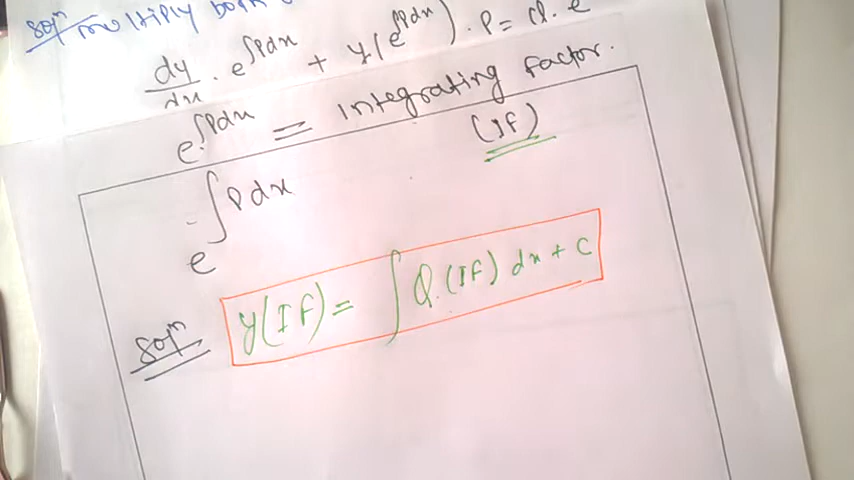 Solⁿ multiply both
dy/dx · e^∫Pdx + y(e^∫Pdx) · P = Q · e
e^∫Pdx = Integrating factor.
(IF)
e^∫Pdx
Solⁿ y(IF) = ∫ Q.(IF) dx + C